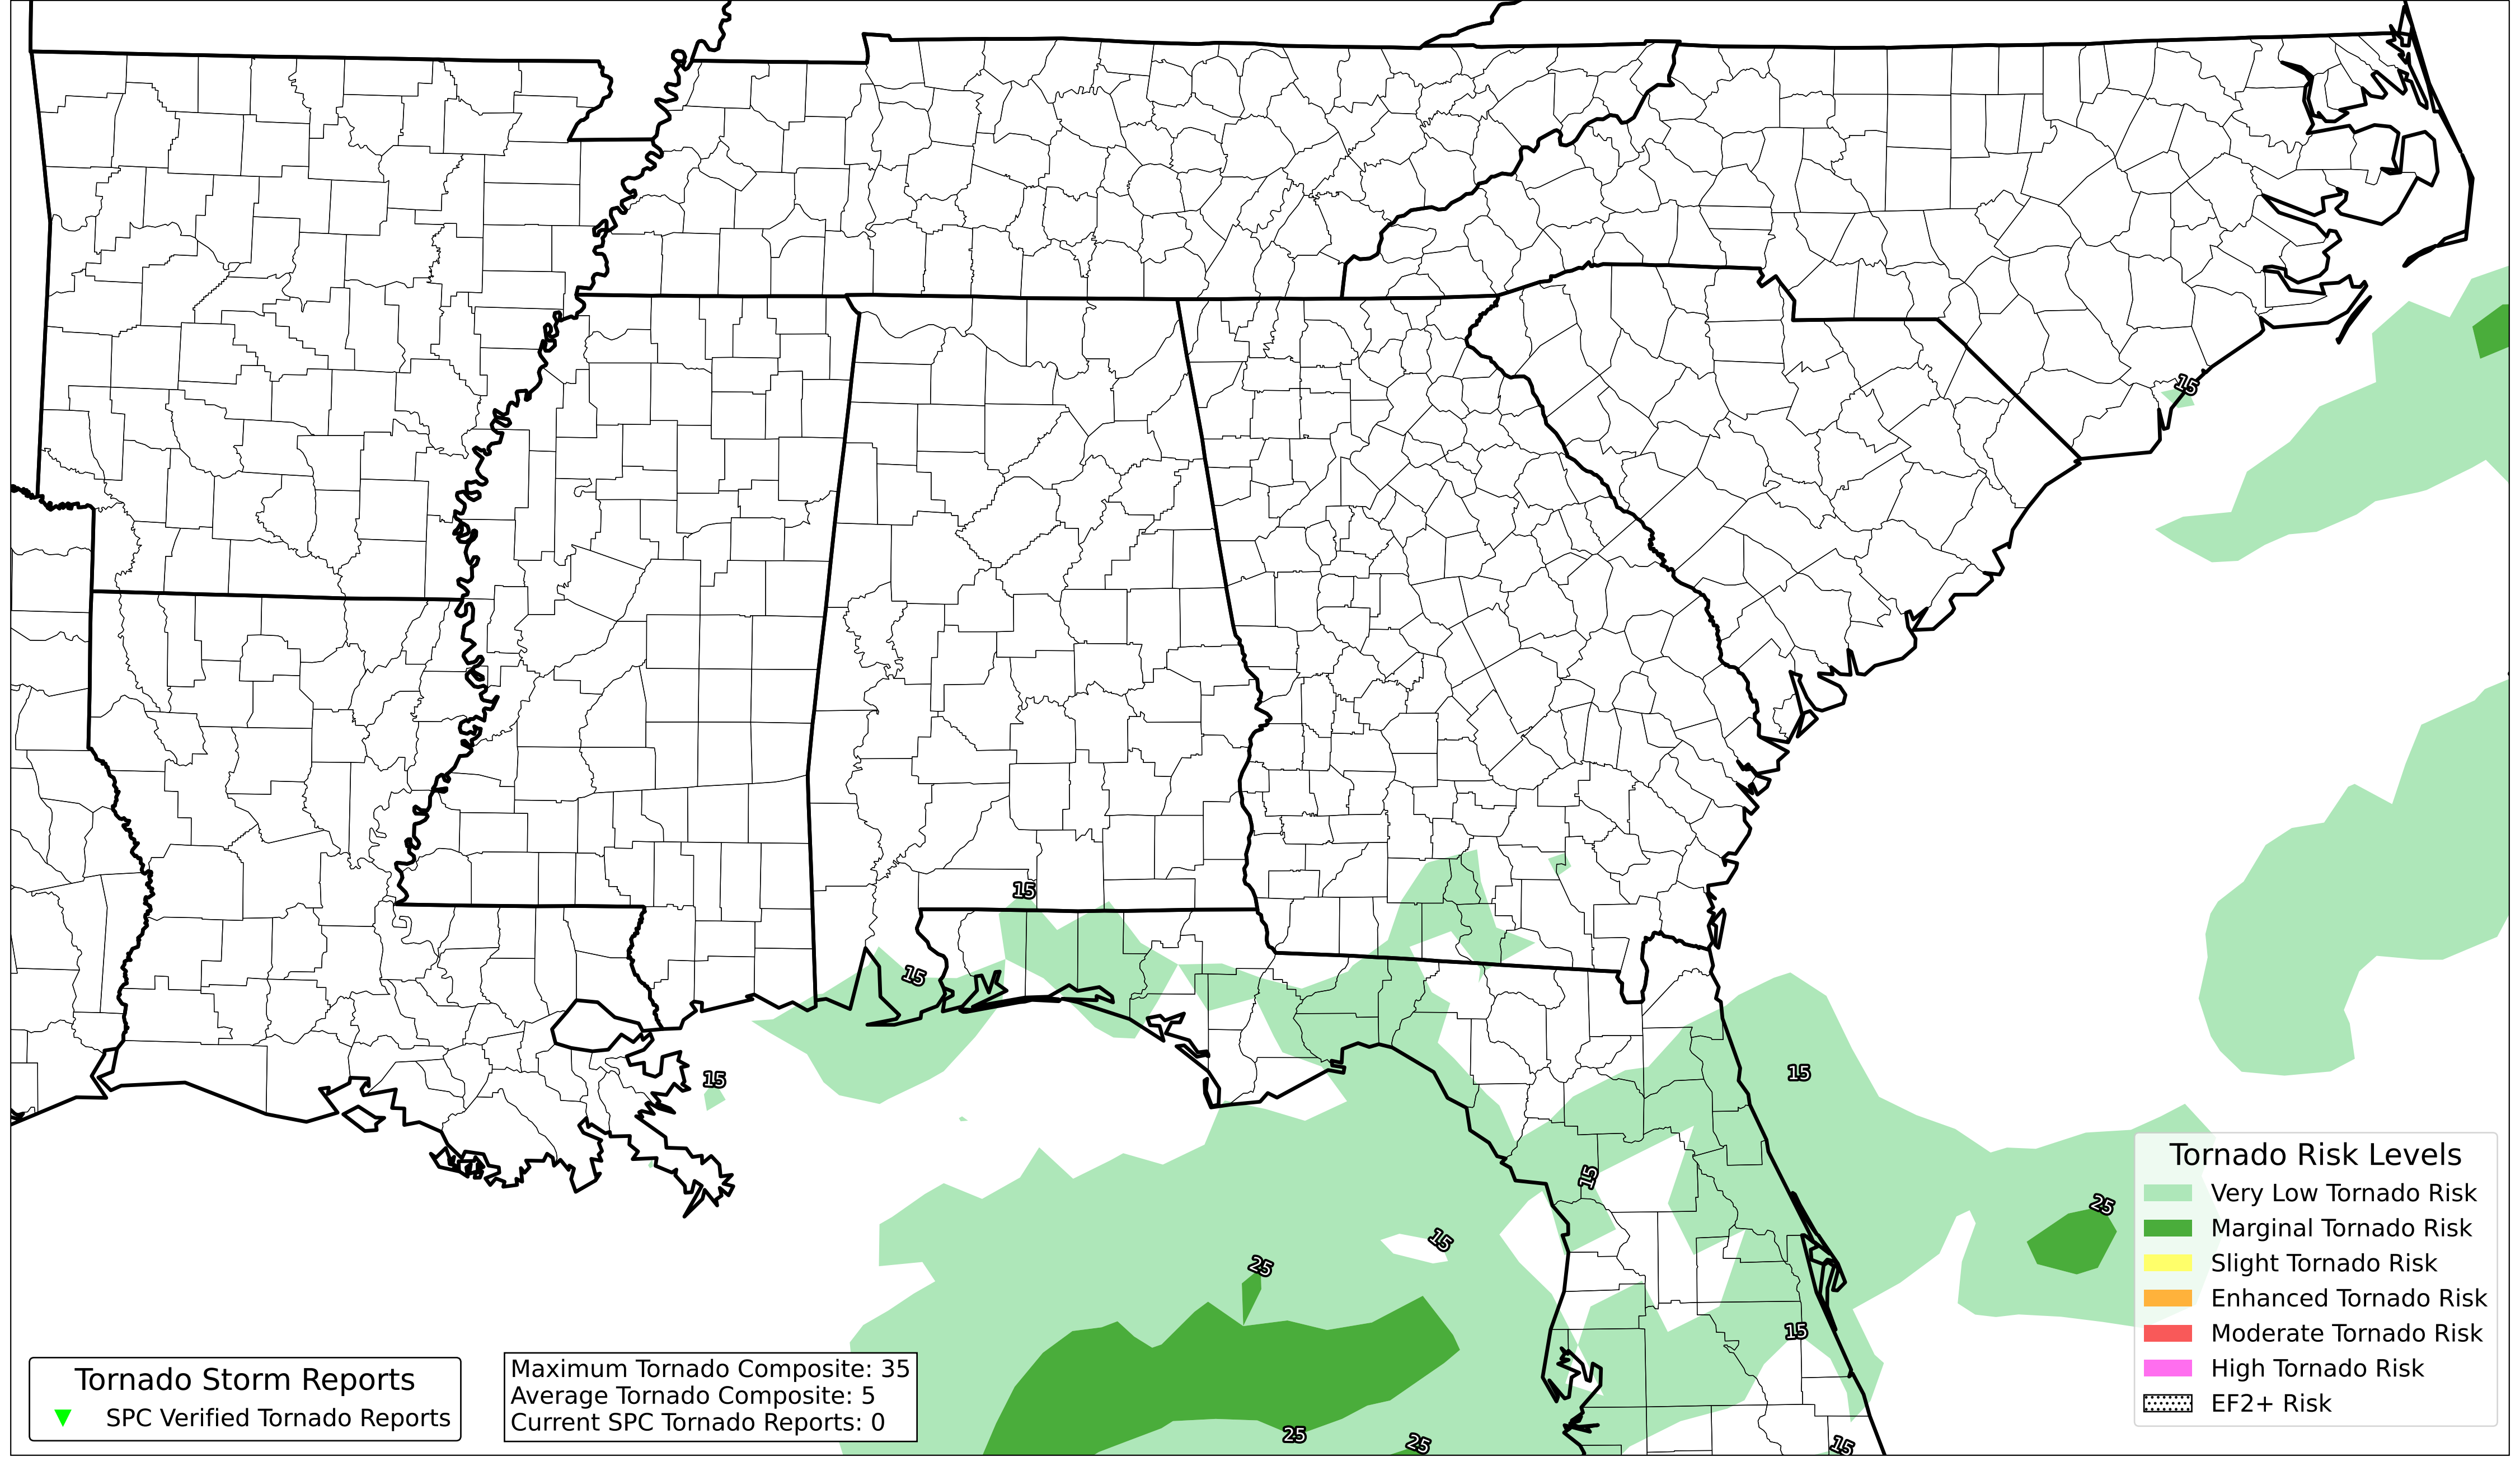 15
15
15
15
15
15
25
15
25
15
25
25
15
Tornado Risk Levels
Very Low Tornado Risk
Marginal Tornado Risk
Slight Tornado Risk
Enhanced Tornado Risk
Moderate Tornado Risk
High Tornado Risk
EF2+ Risk
Tornado Storm Reports
SPC Verified Tornado Reports
Maximum Tornado Composite: 35
Average Tornado Composite: 5
Current SPC Tornado Reports: 0